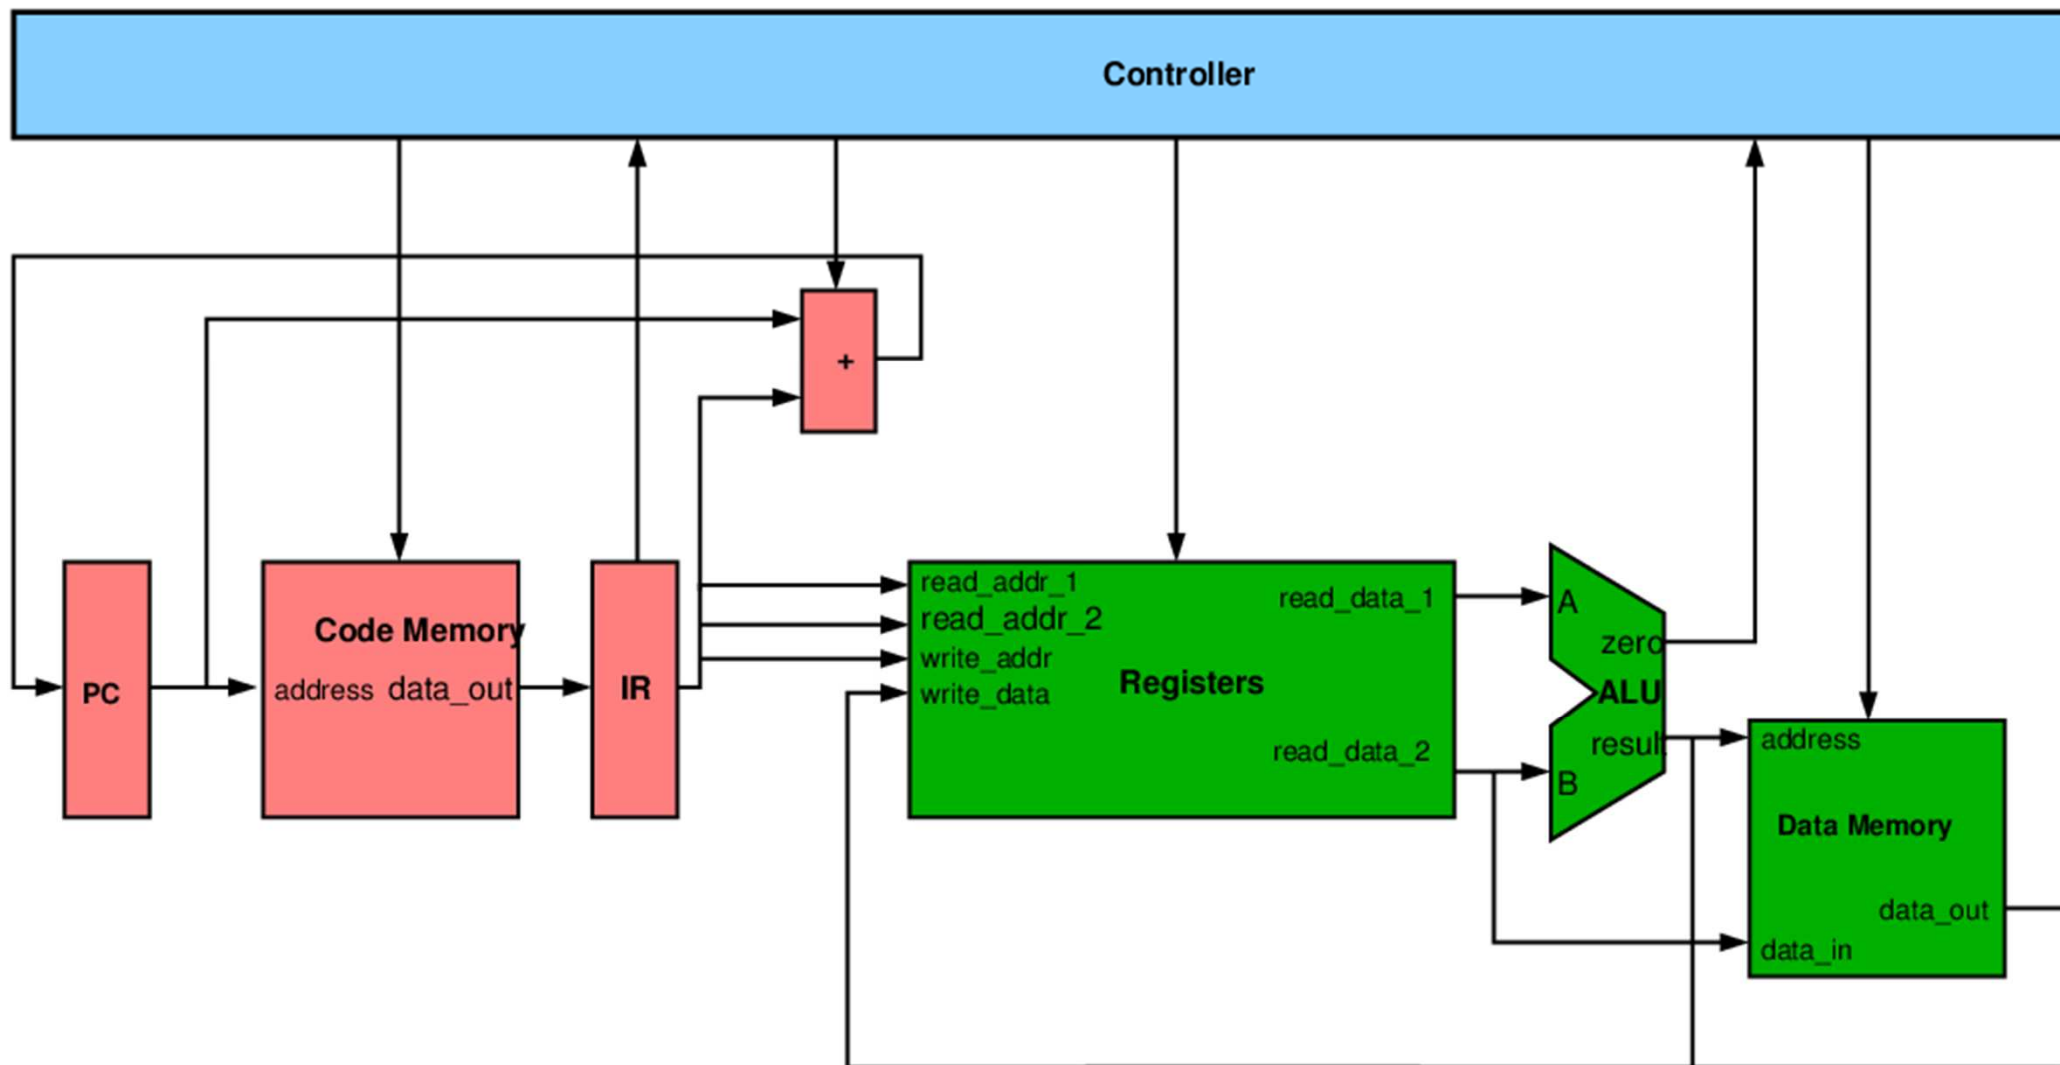 Controller
+
PC
Code Memory
address data_out
IR
read_addr_1
read_addr_2
write_addr
write_data
Registers
read_data_1
read_data_2
A
zero
ALU
result
B
address
Data Memory
data_out
data_in